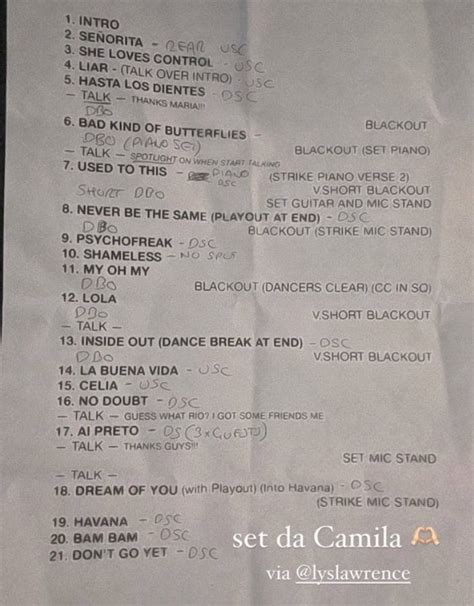 1. INTRO
2. SEÑORITA - REAR USC
3. SHE LOVES CONTROL - USC
4. LIAR - (TALK OVER INTRO) - USC
5. HASTA LOS DIENTES - DSC
— TALK — THANKS MARIA!!!
DBO
6. BAD KIND OF BUTTERFLIES - BLACKOUT
DBO (PIANO SET)
— TALK — SPOTLIGHT ON WHEN START TALKING BLACKOUT (SET PIANO)
7. USED TO THIS - PIANO (STRIKE PIANO VERSE 2)
DSC V.SHORT BLACKOUT
SHORT DBO SET GUITAR AND MIC STAND
8. NEVER BE THE SAME (PLAYOUT AT END) - DSC
DBO BLACKOUT (STRIKE MIC STAND)
9. PSYCHOFREAK - DSC
10. SHAMELESS - NO SPLS
11. MY OH MY
DBO BLACKOUT (DANCERS CLEAR) (CC IN SO)
12. LOLA
DBO V.SHORT BLACKOUT
— TALK —
13. INSIDE OUT (DANCE BREAK AT END) - DSC
DBO V.SHORT BLACKOUT
14. LA BUENA VIDA - USC
15. CELIA - USC
16. NO DOUBT - DSC
— TALK — GUESS WHAT RIO? I GOT SOME FRIENDS ME
17. AI PRETO - DS (3xGUESTS)
— TALK — THANKS GUYS!!!
SET MIC STAND
— TALK —
18. DREAM OF YOU (with Playout) (Into Havana) - DSC
(STRIKE MIC STAND)
19. HAVANA - DSC
20. BAM BAM - DSC
21. DON'T GO YET - DSC
set da Camila 🫶🏼
via @lyslawrence